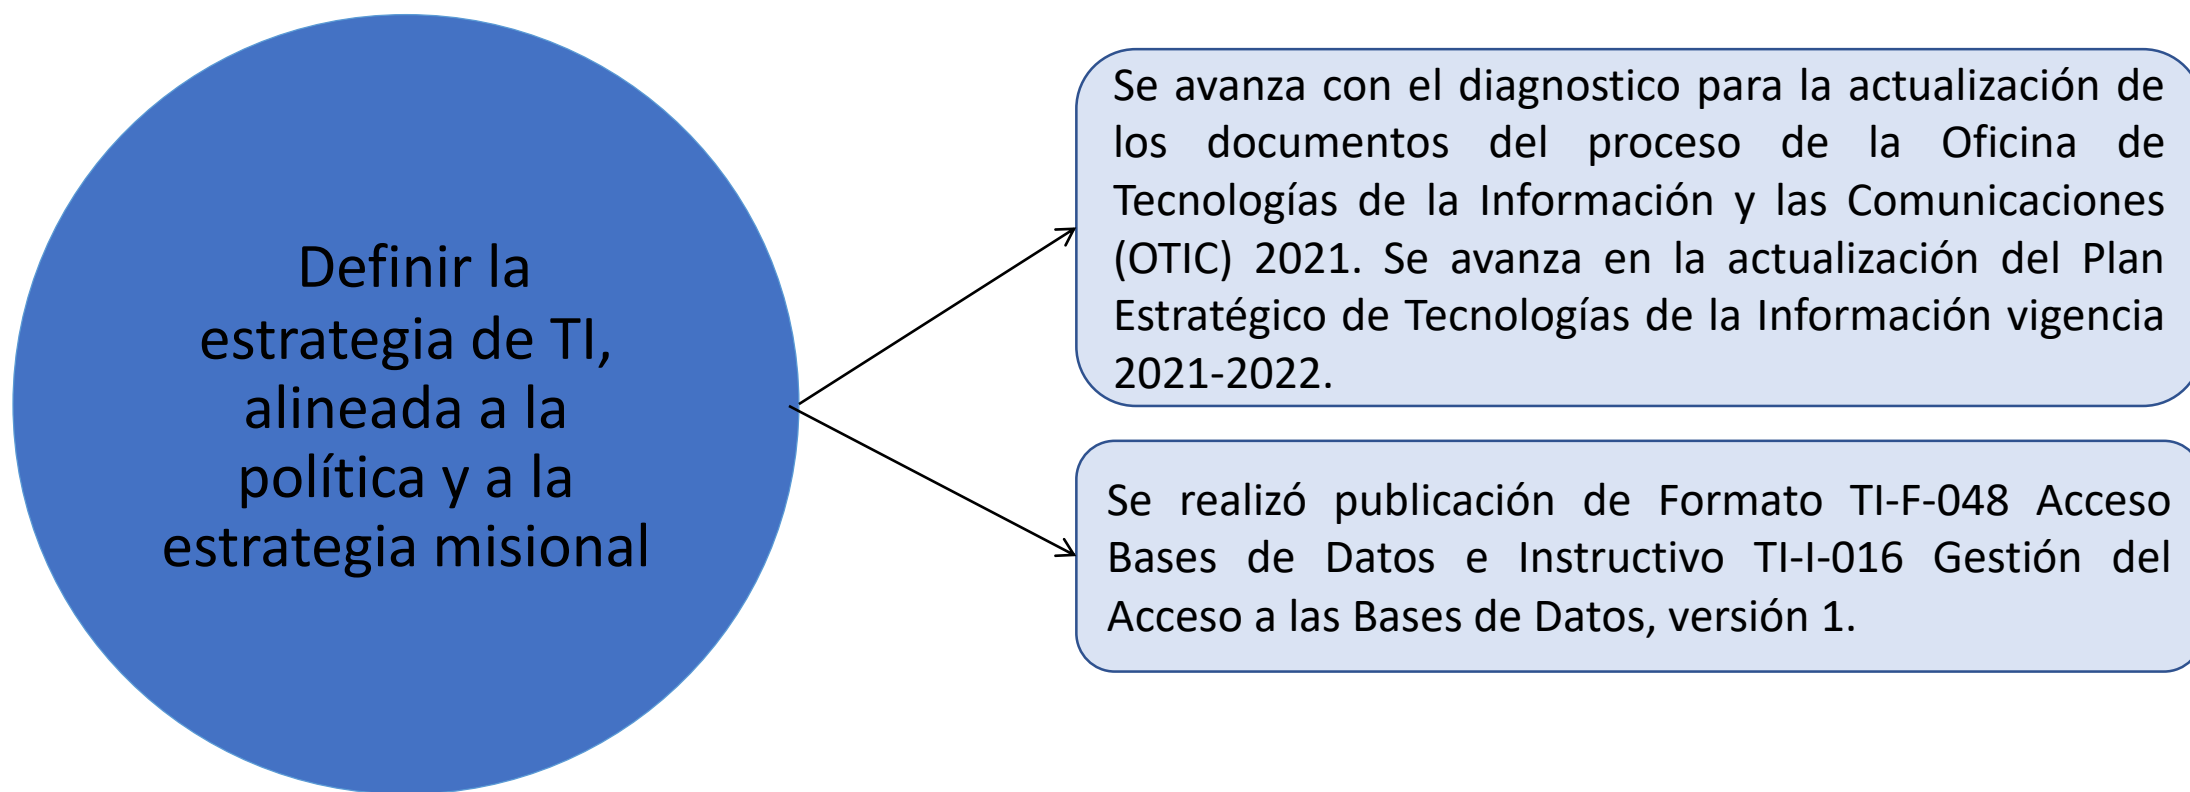 Definir la
estrategia de TI,
alineada a la
política y a la
estrategia misional
Se avanza con el diagnostico para la actualización de
los documentos del proceso de la Oficina de
Tecnologías de la Información y las Comunicaciones
(OTIC) 2021. Se avanza en la actualización del Plan
Estratégico de Tecnologías de la Información vigencia
2021-2022.
Se realizó publicación de Formato TI-F-048 Acceso
Bases de Datos e Instructivo TI-I-016 Gestión del
Acceso a las Bases de Datos, versión 1.